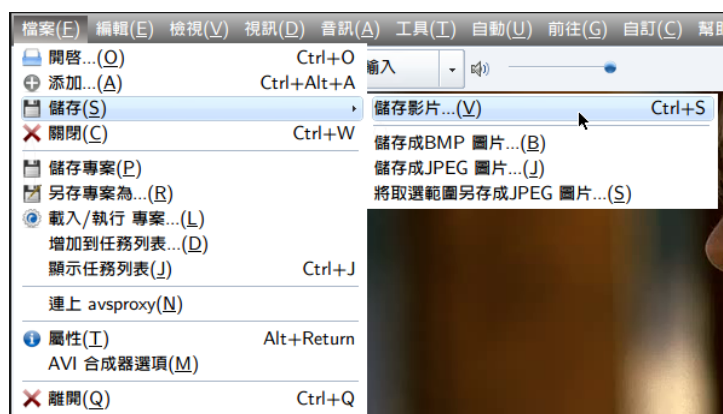 檔案(F) 編輯(E) 檢視(V) 視訊(D) 音訊(A) 工具(T) 自動(U) 前往(G) 自訂(C)
開啓...(O) Ctrl+O
添加...(A) Ctrl+Alt+A
輸入
儲存(S)
儲存影片...(V) Ctrl+S
關閉(C) Ctrl+W
儲存成BMP 圖片...(B)
儲存成JPEG 圖片...(J)
將取選範圍另存成JPEG 圖片...(S)
儲存專案(P)
另存專案為...(R)
載入/執行 專案...(L)
增加到任務列表...(D)
顯示任務列表(J) Ctrl+J
連上 avsproxy(N)
屬性(T) Alt+Return
AVI 合成器選項(M)
離開(Q) Ctrl+Q